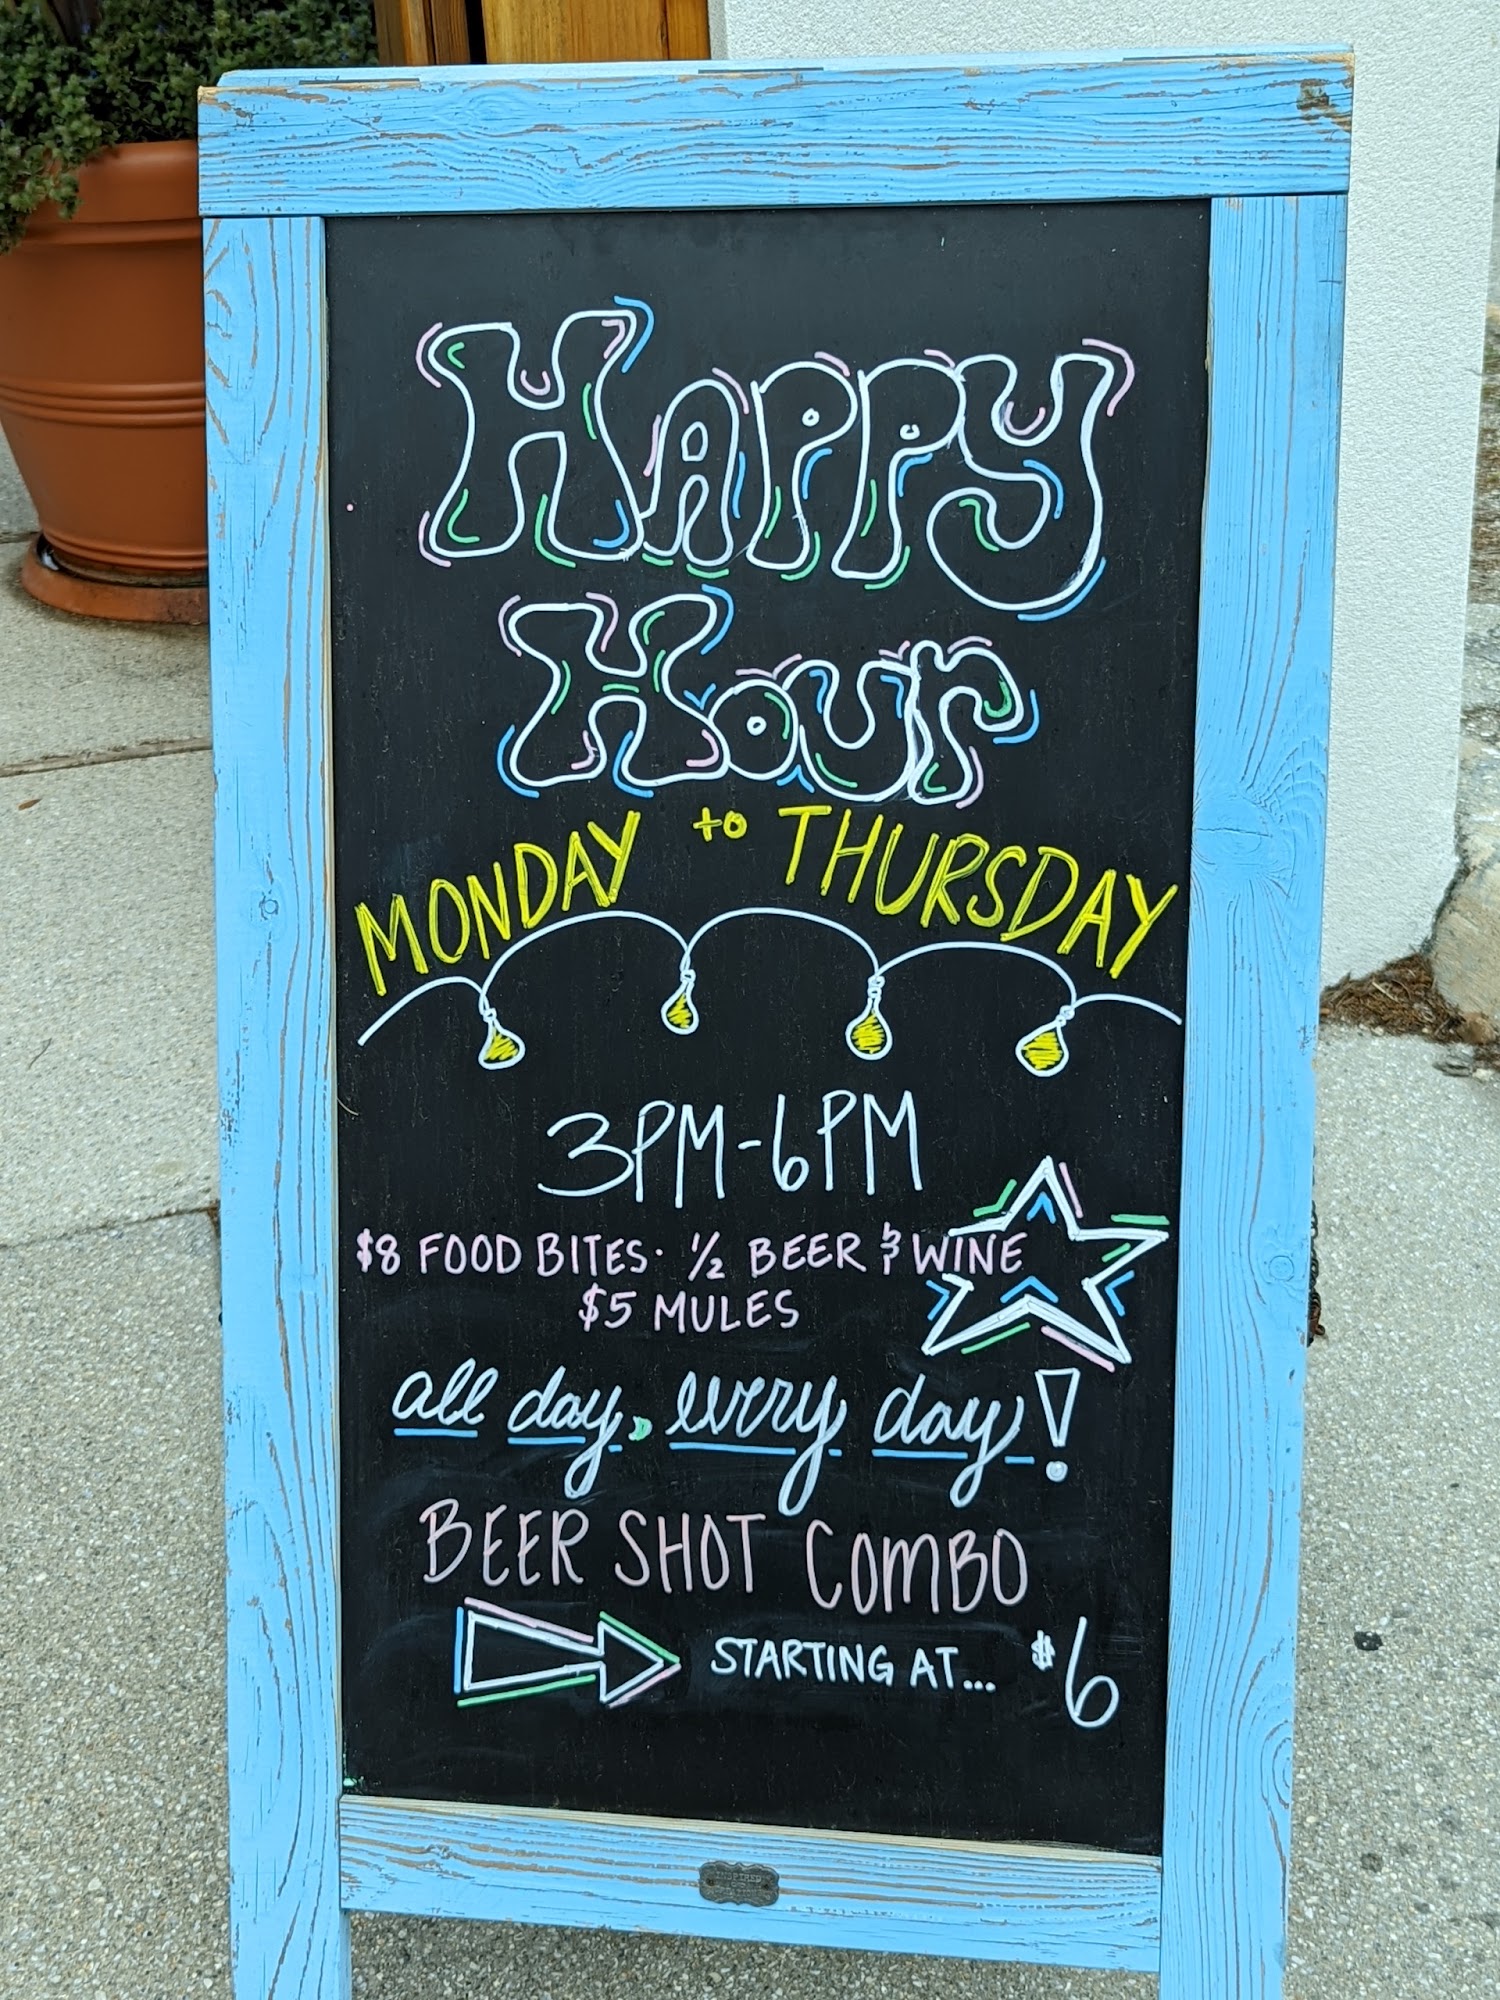 Happy
Hour
MONDAY to THURSDAY
3PM-6PM
$8 FOOD BITES · ½ BEER & WINE
$5 MULES
all day, every day!
BEER SHOT COMBO
STARTING AT... $6